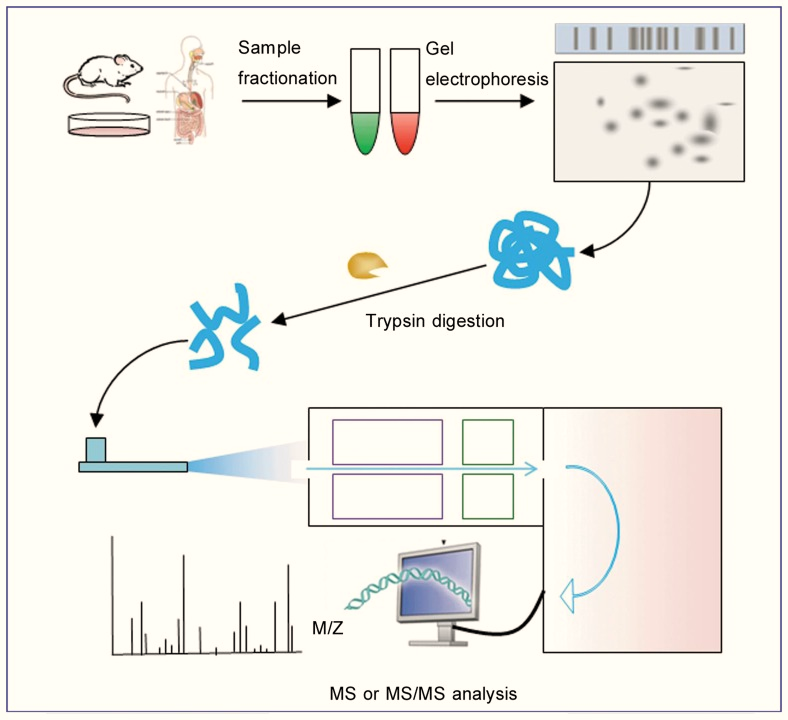 Sample
fractionation
Gel
electrophoresis
Trypsin digestion
M/Z
MS or MS/MS analysis